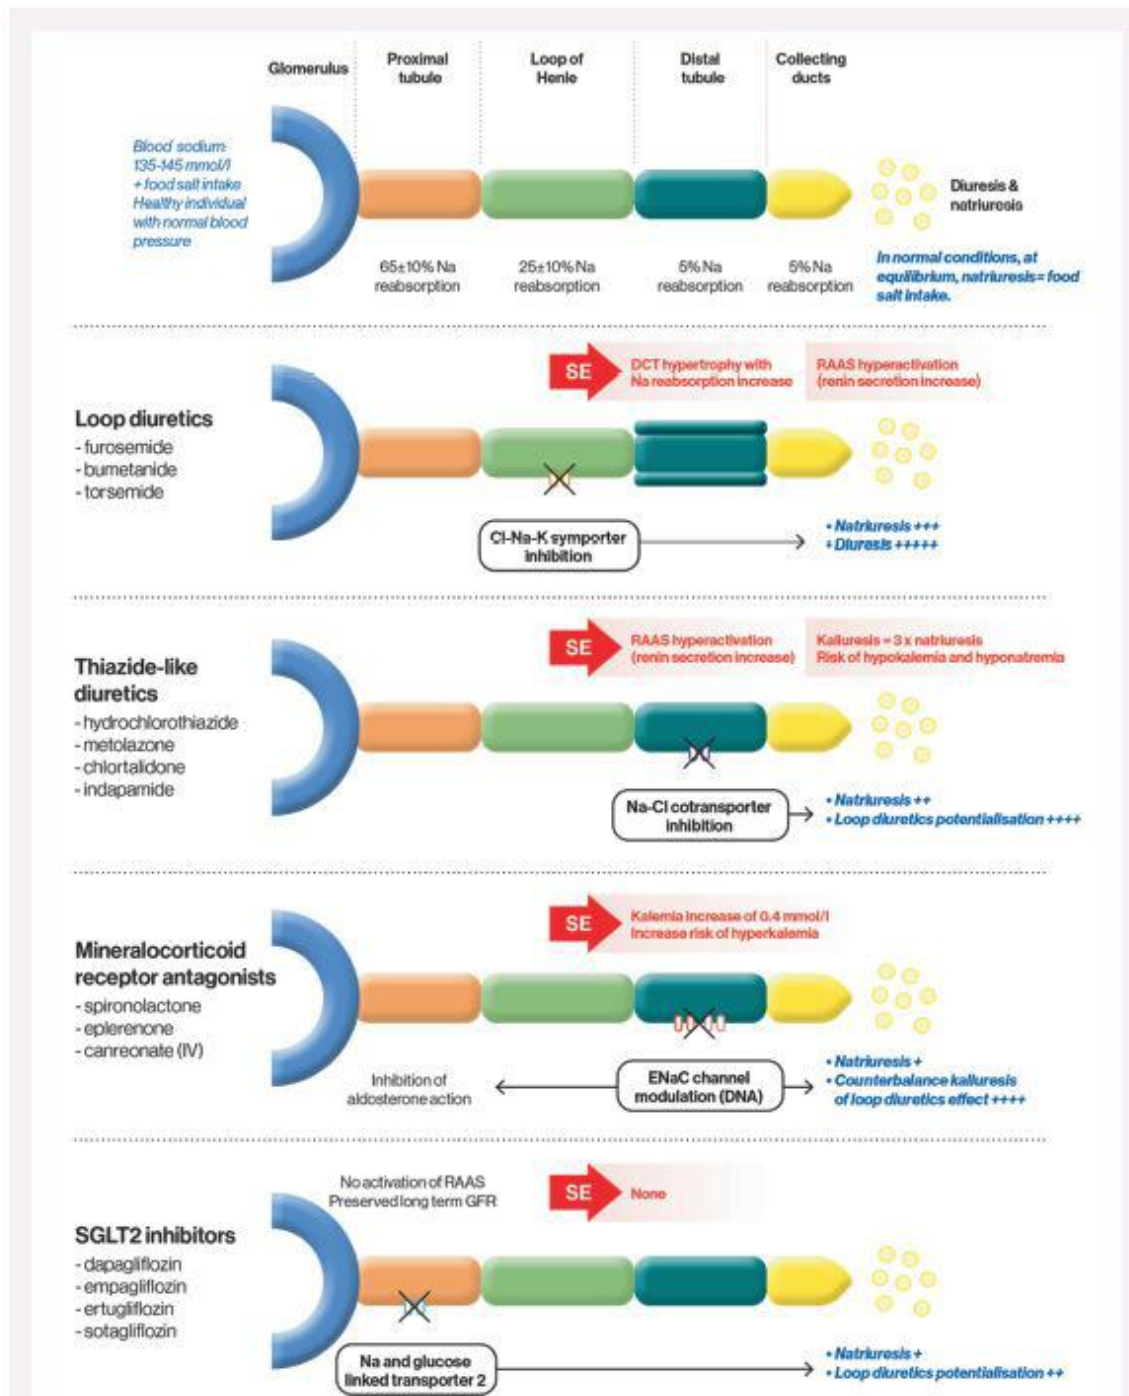 Glomerulus
Proximal
tubule
Loop of
Henle
Distal
tubule
Collecting
ducts
Blood sodium:
135-145 mmol/l
+ food salt intake
Healthy individual
with normal blood
pressure
Diuresis &
natriuresis
65±10% Na
reabsorption
25±10% Na
reabsorption
5% Na
reabsorption
5% Na
reabsorption
In normal conditions, at
equilibrium, natriuresis= food
salt intake.
SE
DCT hypertrophy with
Na reabsorption increase
RAAS hyperactivation
(renin secretion increase)
Loop diuretics
- furosemide
- bumetanide
- torsemide
Cl-Na-K symporter
inhibition
• Natriuresis +++
• Diuresis +++++
SE
RAAS hyperactivation
(renin secretion increase)
Kaliuresis = 3 x natriuresis
Risk of hypokalemia and hyponatremia
Thiazide-like
diuretics
- hydrochlorothiazide
- metolazone
- chlortalidone
- indapamide
Na-Cl cotransporter
inhibition
• Natriuresis ++
• Loop diuretics potentialisation ++++
SE
Kalemia increase of 0.4 mmol/l
Increase risk of hyperkalemia
Mineralocorticoid
receptor antagonists
- spironolactone
- eplerenone
- canreonate (IV)
Inhibition of
aldosterone action
ENaC channel
modulation (DNA)
• Natriuresis +
• Counterbalance kaliuresis
of loop diuretics effect ++++
No activation of RAAS
Preserved long term GFR
SE
None
SGLT2 inhibitors
- dapagliflozin
- empagliflozin
- ertugliflozin
- sotagliflozin
Na and glucose
linked transporter 2
• Natriuresis +
• Loop diuretics potentialisation ++